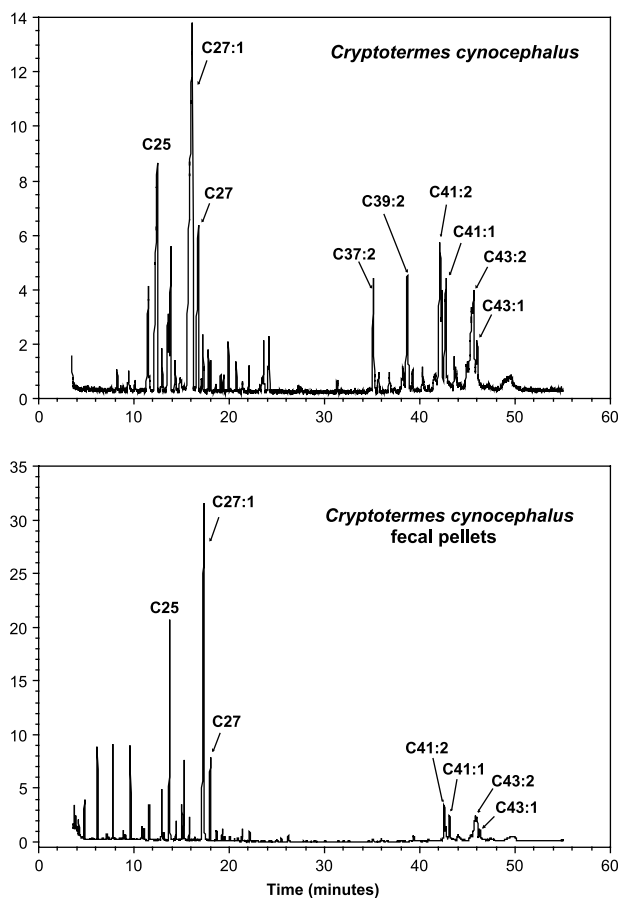 14
12
10
8
6
4
2
0
Cryptotermes cynocephalus
C27:1
C25
C27
C37:2
C39:2
C41:2
C41:1
C43:2
C43:1
0 10 20 30 40 50 60
35
30
25
20
15
10
5
0
Cryptotermes cynocephalus
fecal pellets
C27:1
C25
C27
C41:2
C41:1
C43:2
C43:1
0 10 20 30 40 50 60
Time (minutes)